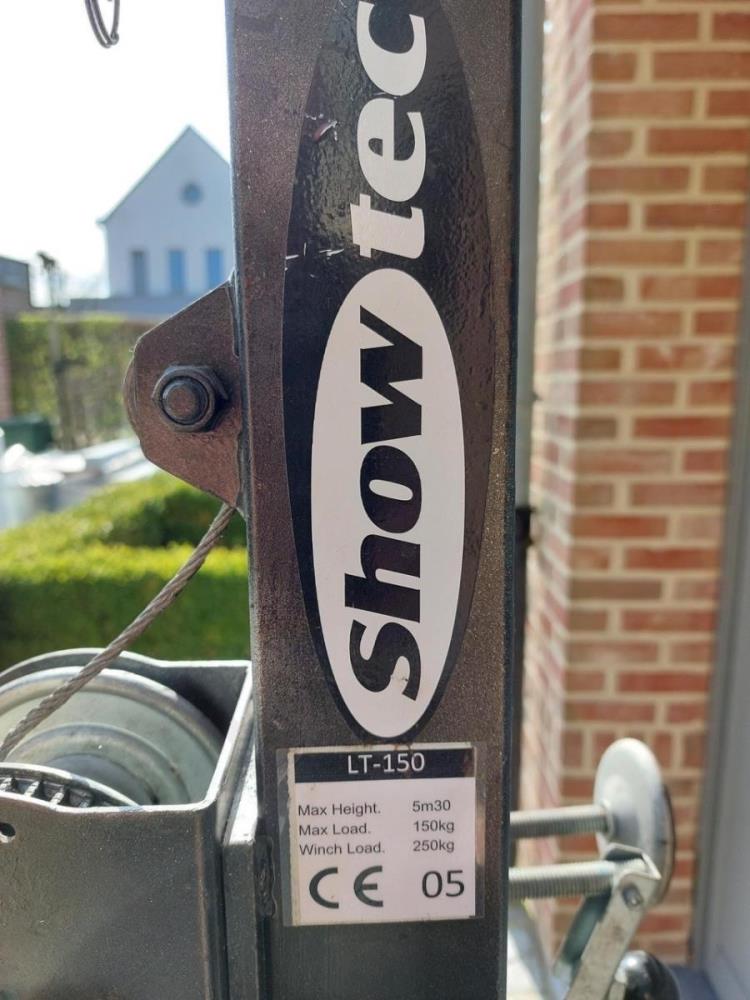 Showtec
LT-150
Max Height. 5m30
Max Load. 150kg
Winch Load. 250kg
CE 05